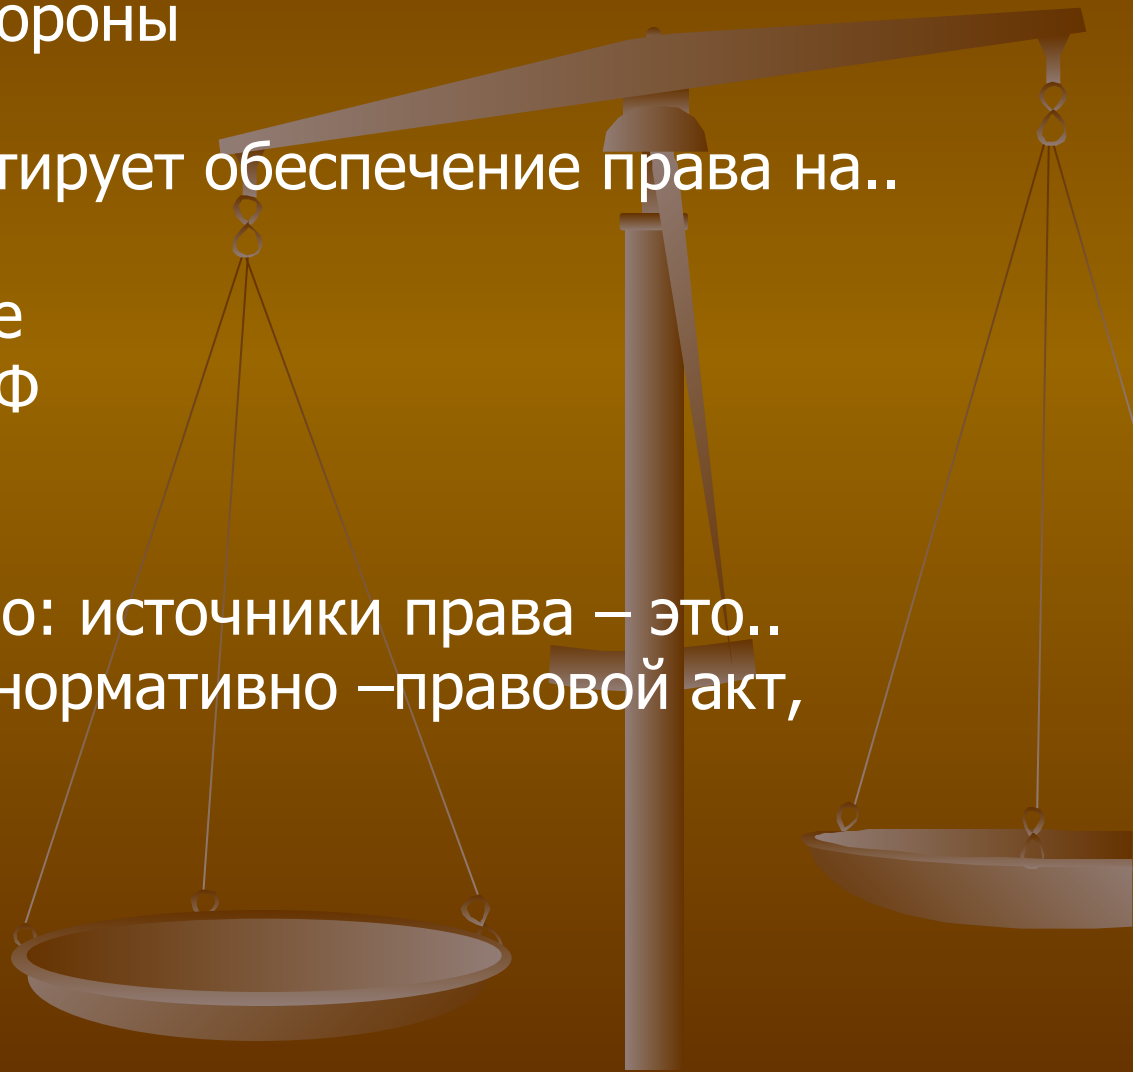 ороны
тирует обеспечение права на..
е
Ф
о: источники права – это..
нормативно –правовой акт,